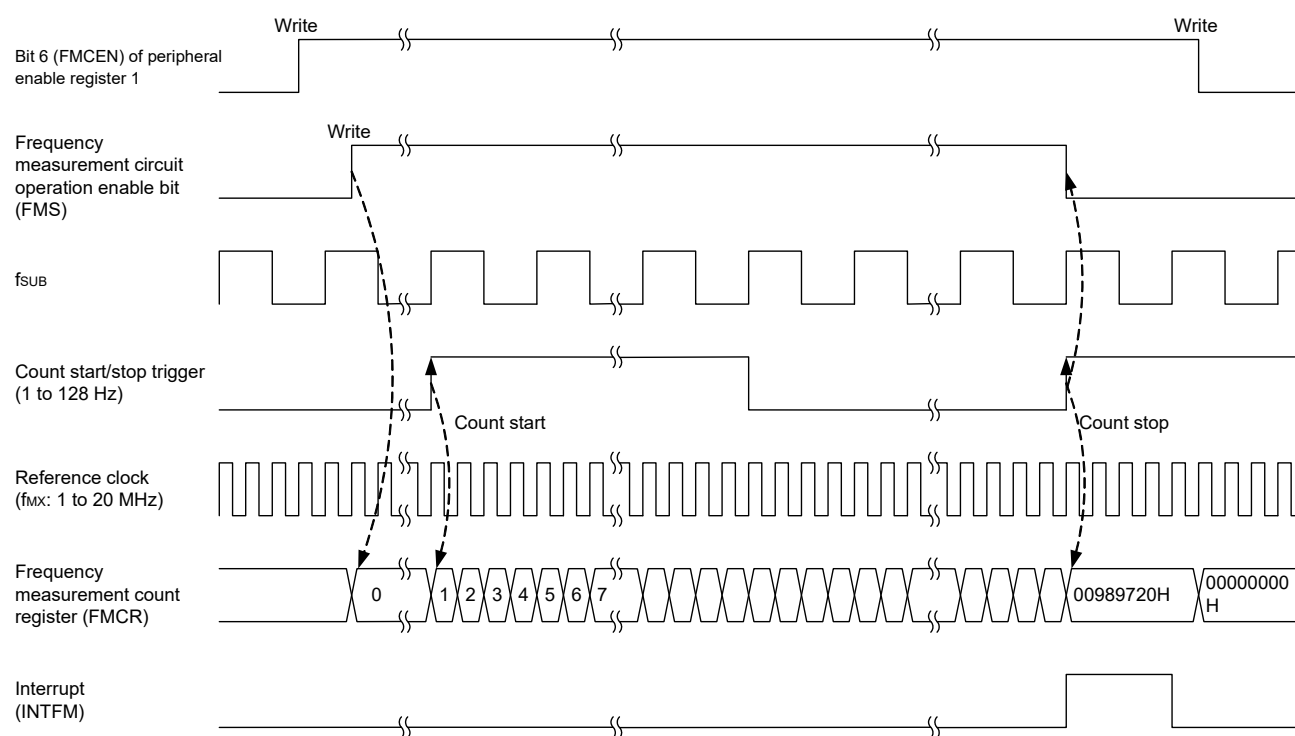 Write
Write
Bit 6 (FMCEN) of peripheral
enable register 1
Write
Frequency
measurement circuit
operation enable bit
(FMS)
fSUB
Count start/stop trigger
(1 to 128 Hz)
Count start
Count stop
Reference clock
(fMX: 1 to 20 MHz)
Frequency
measurement count
register (FMCR)
0
1
2
3
4
5
6
7
00989720H
00000000
H
Interrupt
(INTFM)